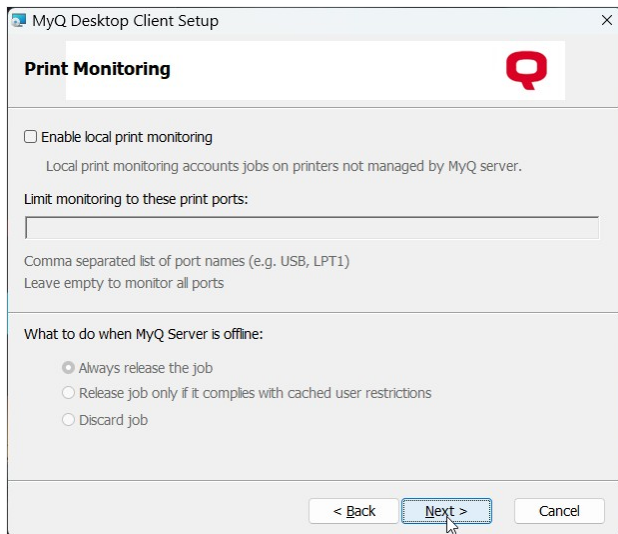 MyQ Desktop Client Setup
Print Monitoring
Enable local print monitoring
Local print monitoring accounts jobs on printers not managed by MyQ server.
Limit monitoring to these print ports:
Comma separated list of port names (e.g. USB, LPT1)
Leave empty to monitor all ports
What to do when MyQ Server is offline:
Always release the job
Release job only if it complies with cached user restrictions
Discard job
< Back Next > Cancel